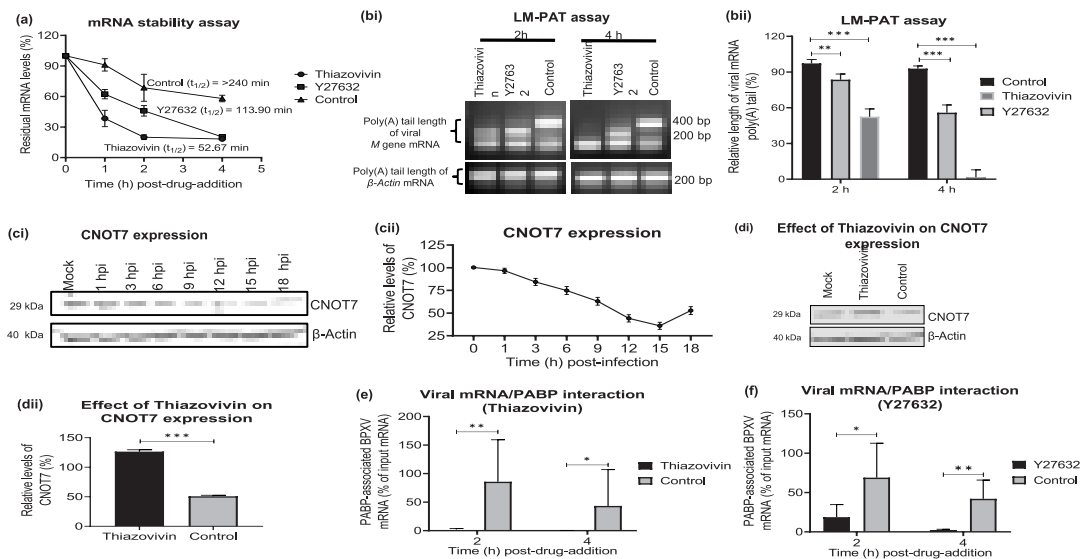 (a)
mRNA stability assay
Residual mRNA levels (%)
120
90
60
30
0
0 1 2 3 4 5
Time (h) post-drug-addition
Control (t1/2) = >240 min
Y27632 (t1/2) = 113.90 min
Thiazovivin (t1/2) = 52.67 min
Thiazovivin
Y27632
Control
(bi)
LM-PAT assay
2h
4 h
Thiazovivi
n
Y2763
2
Control
Thiazovivin
Y2763
2
Control
Poly(A) tail length
of viral
M gene mRNA
400 bp
200 bp
Poly(A) tail length of
β-Actin mRNA
200 bp
(bii)
LM-PAT assay
Relative length of viral mRNA
poly(A) tail (%)
120
90
60
30
0
***
**
***
***
2 h
4 h
Control
Thiazovivin
Y27632
(ci)
CNOT7 expression
Mock
1 hpi
3 hpi
6 hpi
9 hpi
12 hpi
15 hpi
18 hpi
29 kDa
CNOT7
40 kDa
β-Actin
(cii)
CNOT7 expression
Relative levels of
CNOT7 (%)
125
100
75
50
25
0 1 3 6 9 12 15 18
Time (h) post-infection
(di)
Effect of Thiazovivin on CNOT7
expression
Mock
Thiazovivin
Control
29 kDa
CNOT7
40 kDa
β-Actin
(dii)
Effect of Thiazovivin on
CNOT7 expression
Relative levels of
CNOT7 (%)
150
100
50
0
***
Thiazovivin
Control
(e)
Viral mRNA/PABP interaction
(Thiazovivin)
PABP-associated BPXV
mRNA (% of input mRNA)
200
150
100
50
0
**
*
2
4
Time (h) post-drug-addition
Thiazovivin
Control
(f)
Viral mRNA/PABP interaction
(Y27632)
PABP-associated BPXV
mRNA (% of input mRNA)
150
100
50
0
*
**
2
4
Time (h) post-drug-addition
Y27632
Control